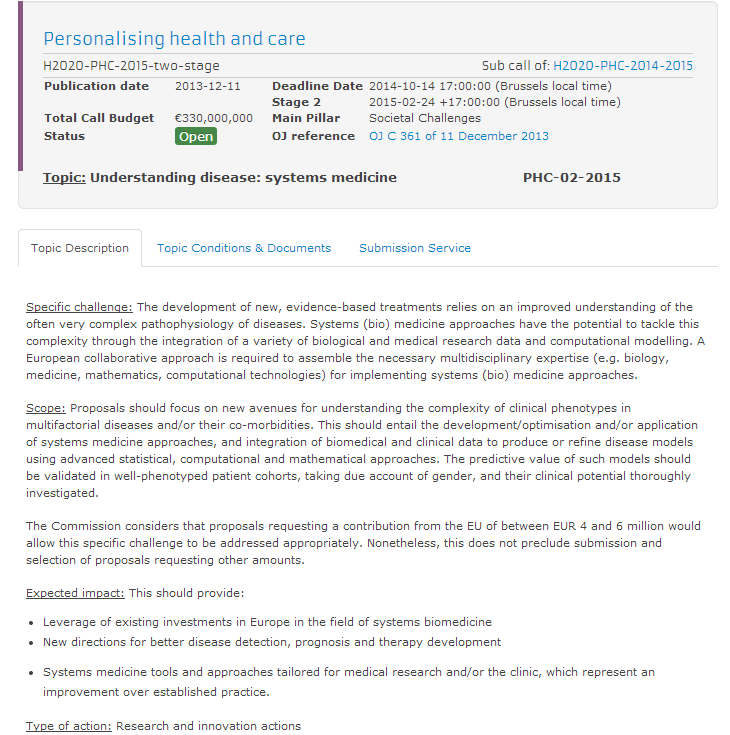 Personalising health and care
H2020-PHC-2015-two-stage Sub call of: H2020-PHC-2014-2015
Publication date 2013-12-11 Deadline Date 2014-10-14 17:00:00 (Brussels local time)
Stage 2 2015-02-24 +17:00:00 (Brussels local time)
Total Call Budget €330,000,000 Main Pillar Societal Challenges
Status Open OJ reference OJ C 361 of 11 December 2013
Topic: Understanding disease: systems medicine PHC-02-2015
Topic Description Topic Conditions & Documents Submission Service
Specific challenge: The development of new, evidence-based treatments relies on an improved understanding of the
often very complex pathophysiology of diseases. Systems (bio) medicine approaches have the potential to tackle this
complexity through the integration of a variety of biological and medical research data and computational modelling. A
European collaborative approach is required to assemble the necessary multidisciplinary expertise (e.g. biology,
medicine, mathematics, computational technologies) for implementing systems (bio) medicine approaches.
Scope: Proposals should focus on new avenues for understanding the complexity of clinical phenotypes in
multifactorial diseases and/or their co-morbidities. This should entail the development/optimisation and/or application
of systems medicine approaches, and integration of biomedical and clinical data to produce or refine disease models
using advanced statistical, computational and mathematical approaches. The predictive value of such models should
be validated in well-phenotyped patient cohorts, taking due account of gender, and their clinical potential thoroughly
investigated.
The Commission considers that proposals requesting a contribution from the EU of between EUR 4 and 6 million would
allow this specific challenge to be addressed appropriately. Nonetheless, this does not preclude submission and
selection of proposals requesting other amounts.
Expected impact: This should provide:
• Leverage of existing investments in Europe in the field of systems biomedicine
• New directions for better disease detection, prognosis and therapy development
• Systems medicine tools and approaches tailored for medical research and/or the clinic, which represent an
improvement over established practice.
Type of action: Research and innovation actions